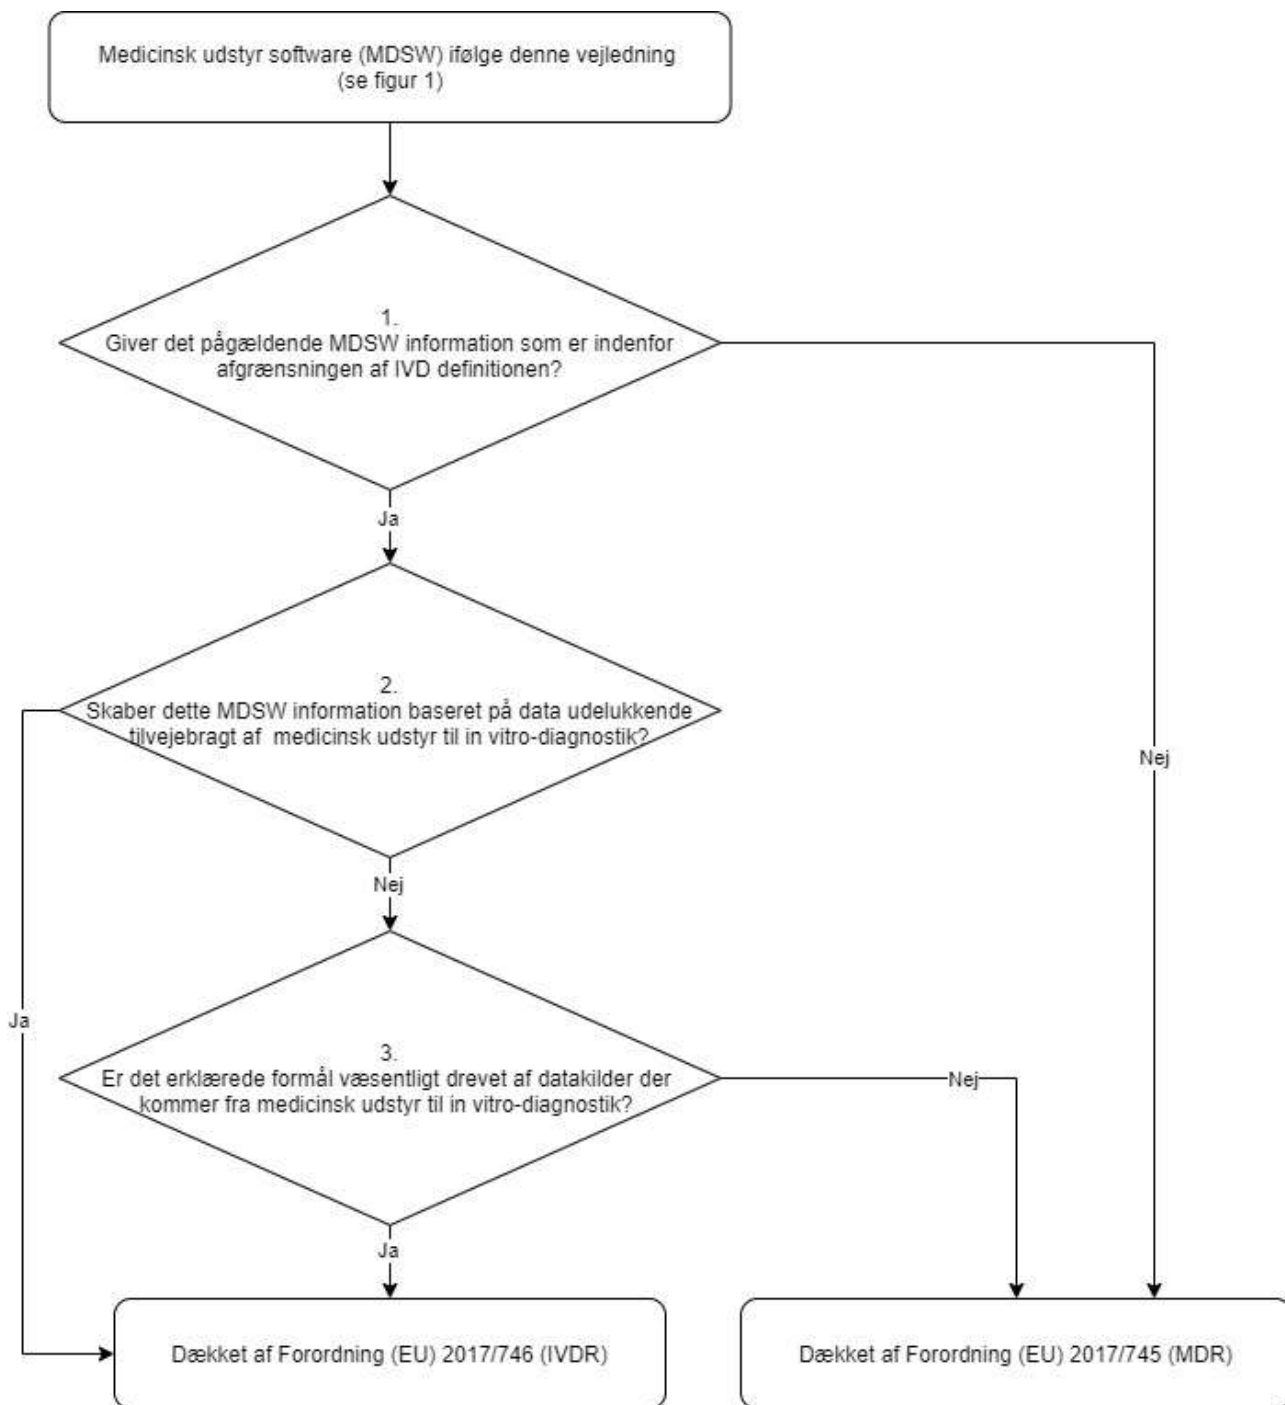 Medicinsk udstyr software (MDSW) ifølge denne vejledning
(se figur 1)
1.
Giver det pågældende MDSW information som er indenfor
afgrænsningen af IVD definitionen?
Ja
2.
Skaber dette MDSW information baseret på data udelukkende
tilvejebragt af medicinsk udstyr til in vitro-diagnostik?
Nej
Nej
Ja
3.
Er det erklærede formål væsentligt drevet af datakilder der
kommer fra medicinsk udstyr til in vitro-diagnostik?
Nej
Ja
Dækket af Forordning (EU) 2017/746 (IVDR)
Dækket af Forordning (EU) 2017/745 (MDR)